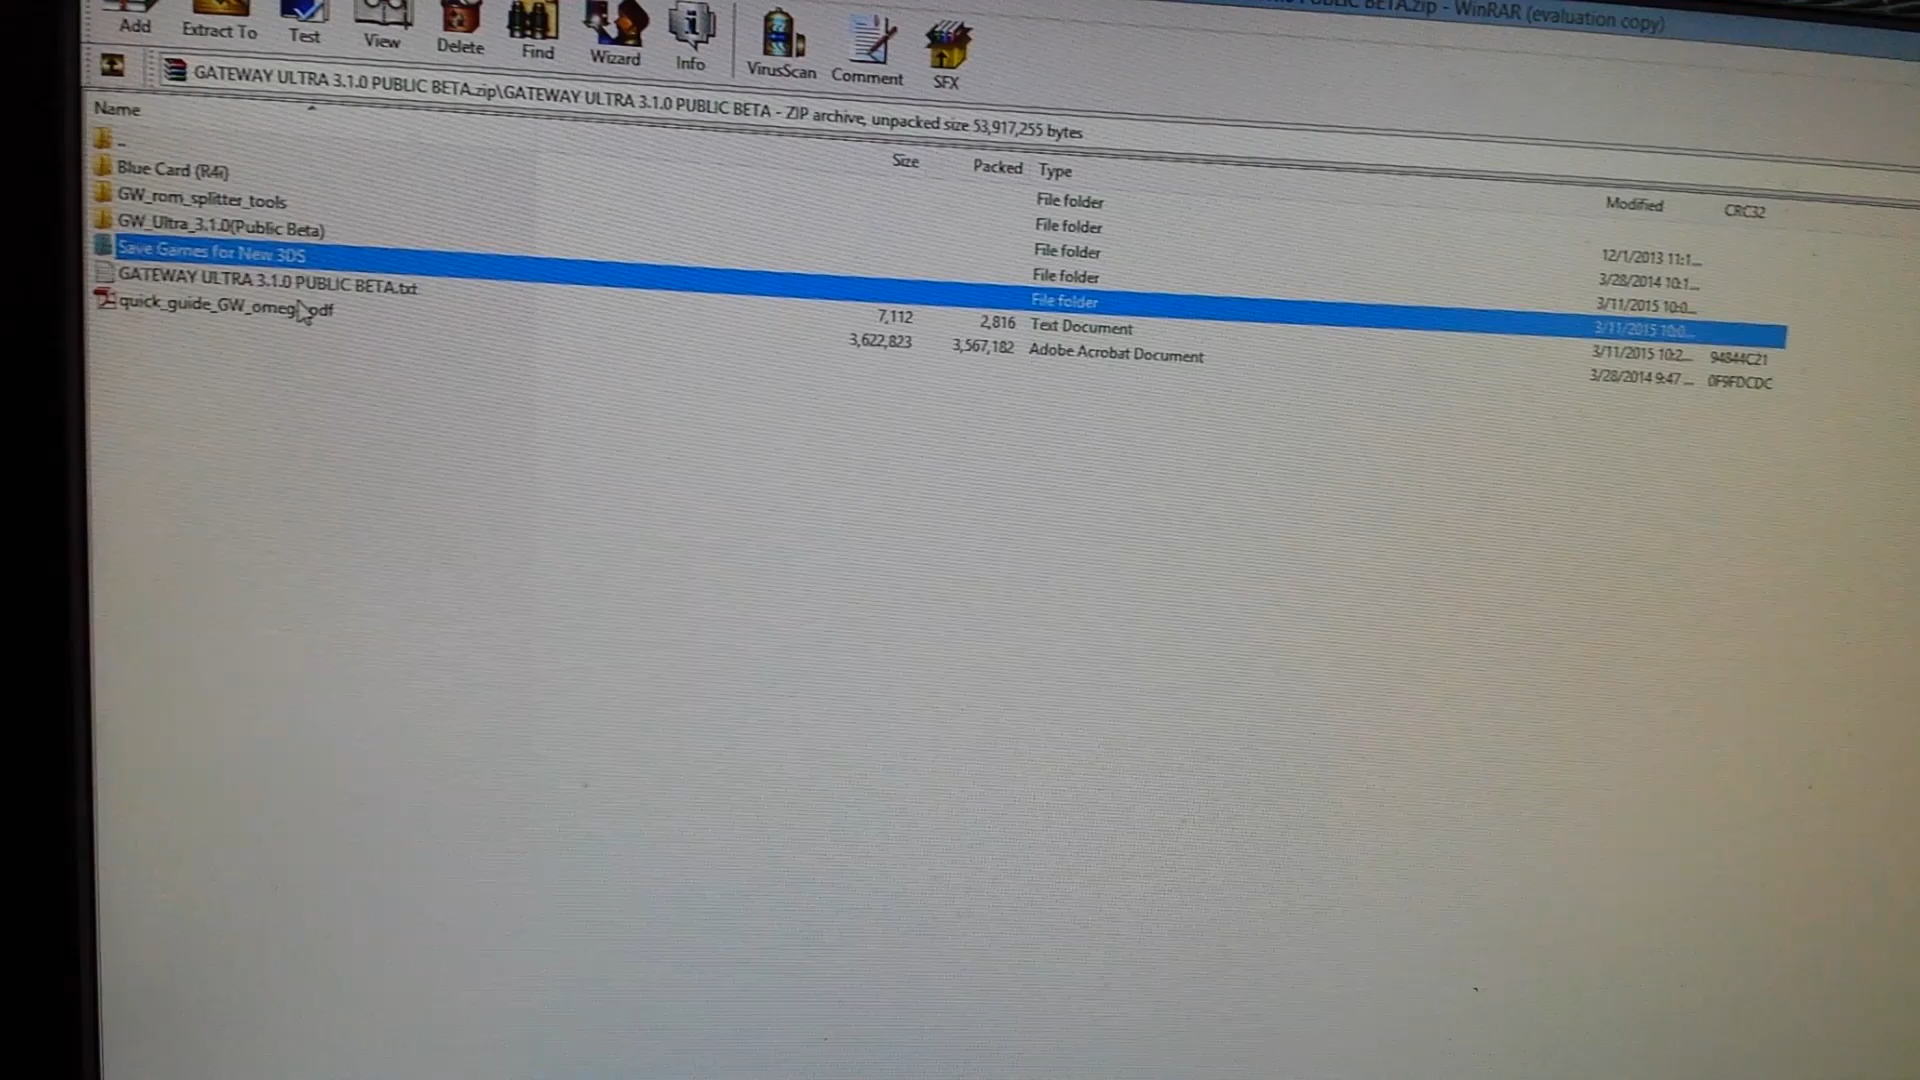 BETA.zip - WinRAR (evaluation copy)
Add Extract To Test View Delete Find Wizard Info VirusScan Comment SFX
GATEWAY ULTRA 3.1.0 PUBLIC BETA.zip\GATEWAY ULTRA 3.1.0 PUBLIC BETA - ZIP archive, unpacked size 53,917,255 bytes
Name Size Packed Type Modified CRC32
.. File folder
Blue Card (R4i) File folder 12/1/2013 11:1...
GW_rom_splitter_tools File folder 3/28/2014 10:1...
GW_Ultra_3.1.0(Public Beta) File folder 3/11/2015 10:0...
Save Games for New 3DS File folder 3/11/2015 10:0...
GATEWAY ULTRA 3.1.0 PUBLIC BETA.txt 7,112 2,816 Text Document 3/11/2015 10:2... 94844C21
quick_guide_GW_omeg pdf 3,622,823 3,567,182 Adobe Acrobat Document 3/28/2014 9:47 ... 0F9FDCDC